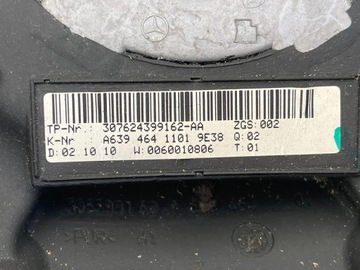 TP-Nr.: 307624399162-AA ZGS:002
K-Nr : A639 464 1101 9E38 Q:02
D:02 10 10 W:0060010806 T:01